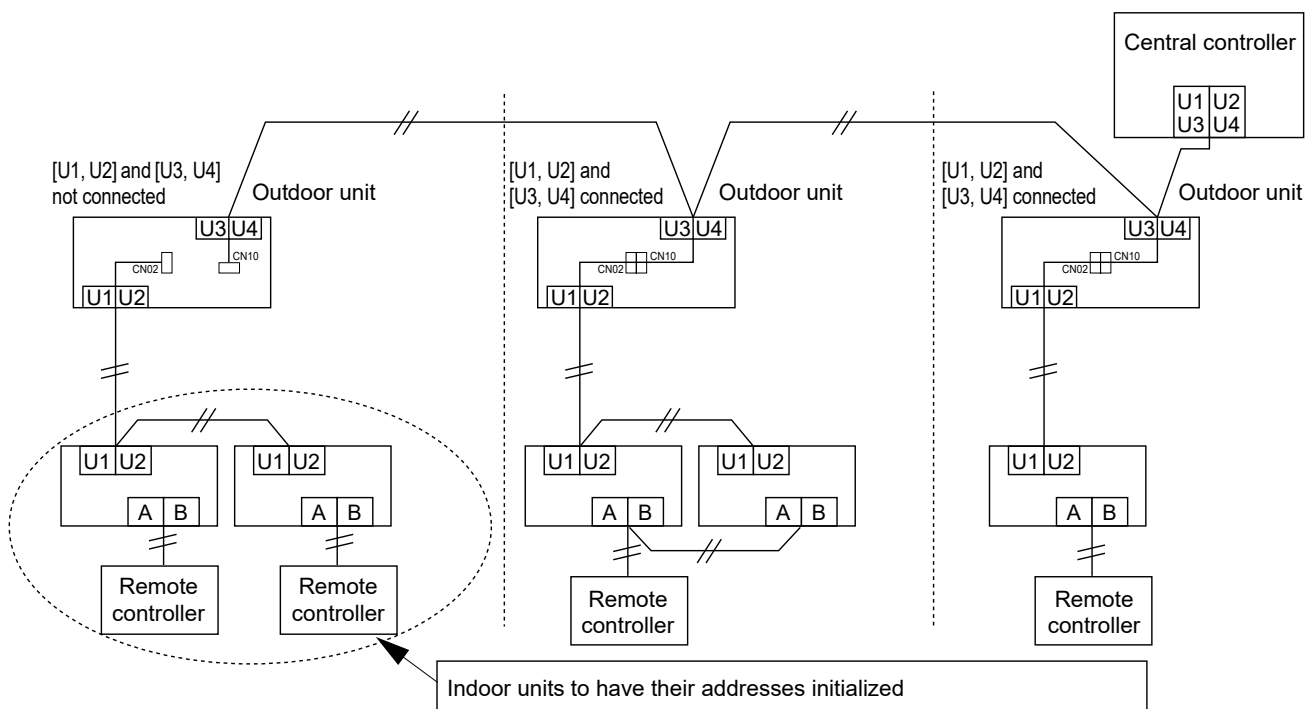 Central controller
U1 U2
U3 U4
[U1, U2] and [U3, U4]
not connected
Outdoor unit
[U1, U2] and
[U3, U4] connected
Outdoor unit
[U1, U2] and
[U3, U4] connected
Outdoor unit
U3 U4
CN02
CN10
U1 U2
U3 U4
CN02
CN10
U1 U2
U3 U4
CN02
CN10
U1 U2
U1 U2
U1 U2
U1 U2
U1 U2
U1 U2
A B
A B
A B
A B
A B
Remote
controller
Remote
controller
Remote
controller
Remote
controller
Indoor units to have their addresses initialized